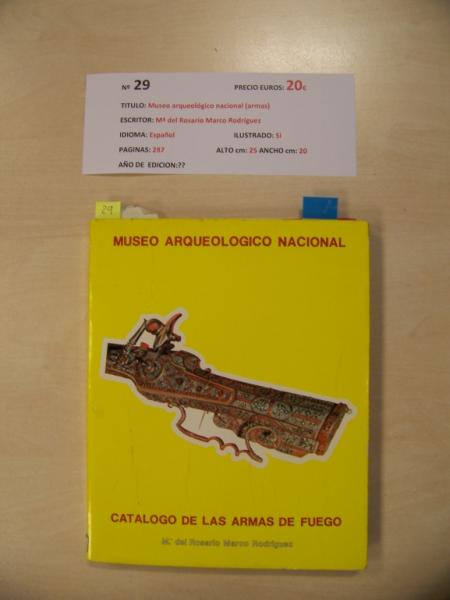 Nº 29 PRECIO EUROS: 20€
TITULO: Museo arqueológico nacional (armas)
ESCRITOR: Mª del Rosario Marco Rodríguez
IDIOMA: Español ILUSTRADO: Si
PAGINAS: 287 ALTO cm: 25 ANCHO cm: 20
AÑO DE EDICION:??
29
MUSEO ARQUEOLOGICO NACIONAL
CATALOGO DE LAS ARMAS DE FUEGO
M.ª del Rosario Marco Rodríguez